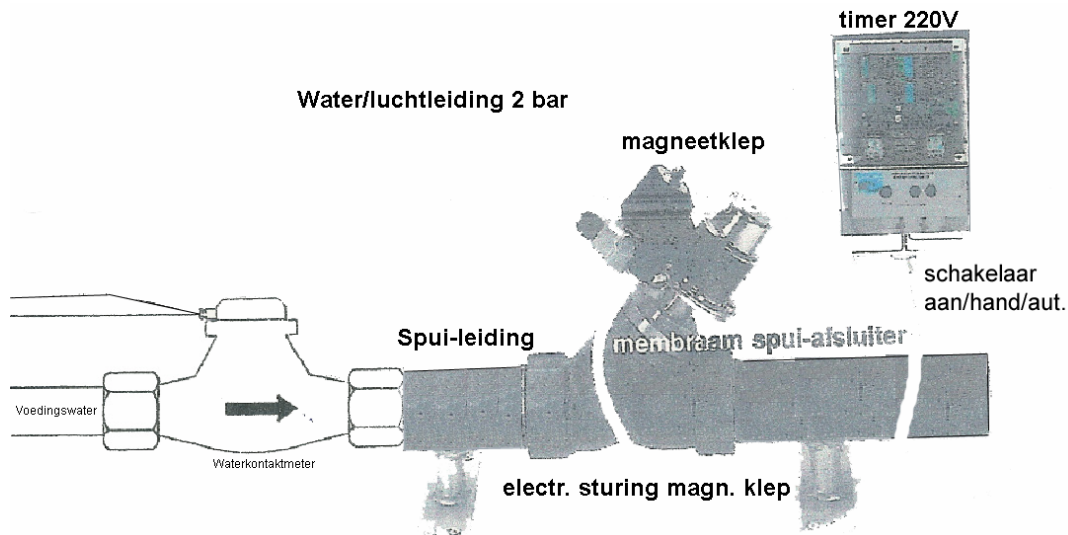 timer 220V
Water/luchtleiding 2 bar
magneetklep
schakelaar
aan/hand/aut.
Spui-leiding
membraam spui-afsluiter
Voedingswater
Waterkontaktmeter
electr. sturing magn. klep